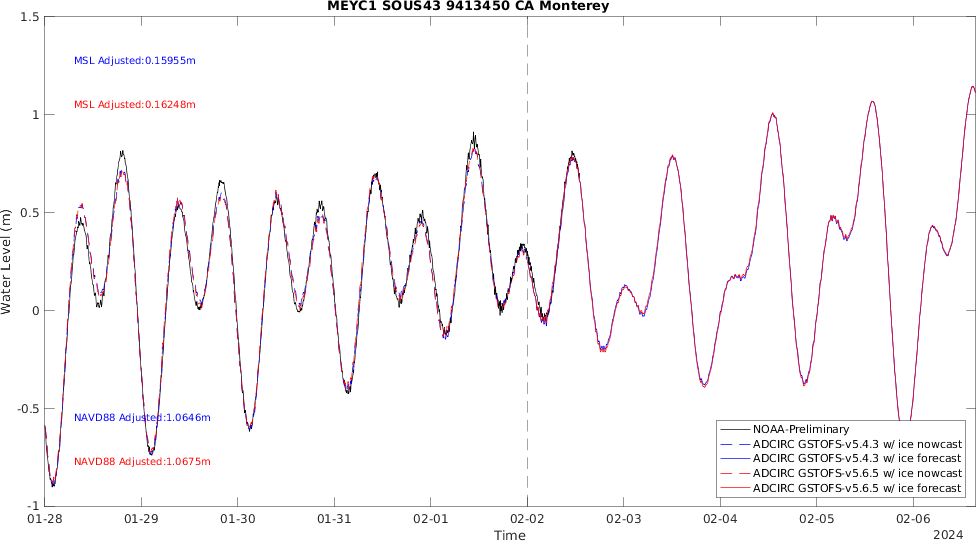 MEYC1 SOUS43 9413450 CA Monterey
1.5
MSL Adjusted:0.15955m
MSL Adjusted:0.16248m
1
0.5
Water Level (m)
0
-0.5
NAVD88 Adjusted:1.0646m
NAVD88 Adjusted:1.0675m
NOAA-Preliminary
ADCIRC GSTOFS-v5.4.3 w/ ice nowcast
ADCIRC GSTOFS-v5.4.3 w/ ice forecast
ADCIRC GSTOFS-v5.6.5 w/ ice nowcast
ADCIRC GSTOFS-v5.6.5 w/ ice forecast
-1
01-28 01-29 01-30 01-31 02-01 02-02 02-03 02-04 02-05 02-06
Time
2024